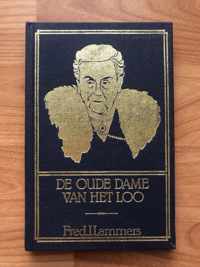 DE OUDE DAME
VAN HET LOO
Fred J Lammers